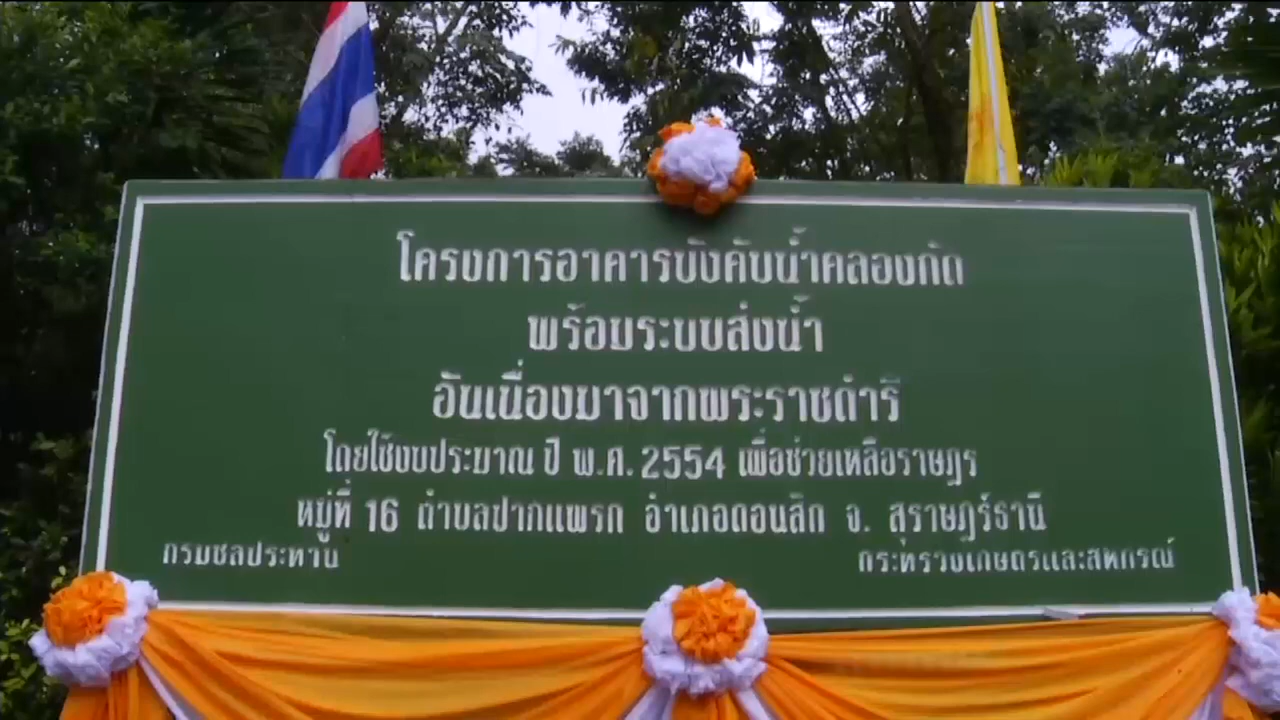 โครงการอาคารบังคับน้ำคลองกัด
พร้อมระบบส่งน้ำ
อันเนื่องมาจากพระราชดำริ
โดยใช้งบประมาณ ปี พ.ศ. 2554 เพื่อช่วยเหลือราษฎร
หมู่ที่ 16 ตำบลปากแพรก อำเภอดอนสัก จ. สุราษฎร์ธานี
กรมชลประทาน กระทรวงเกษตรและสหกรณ์